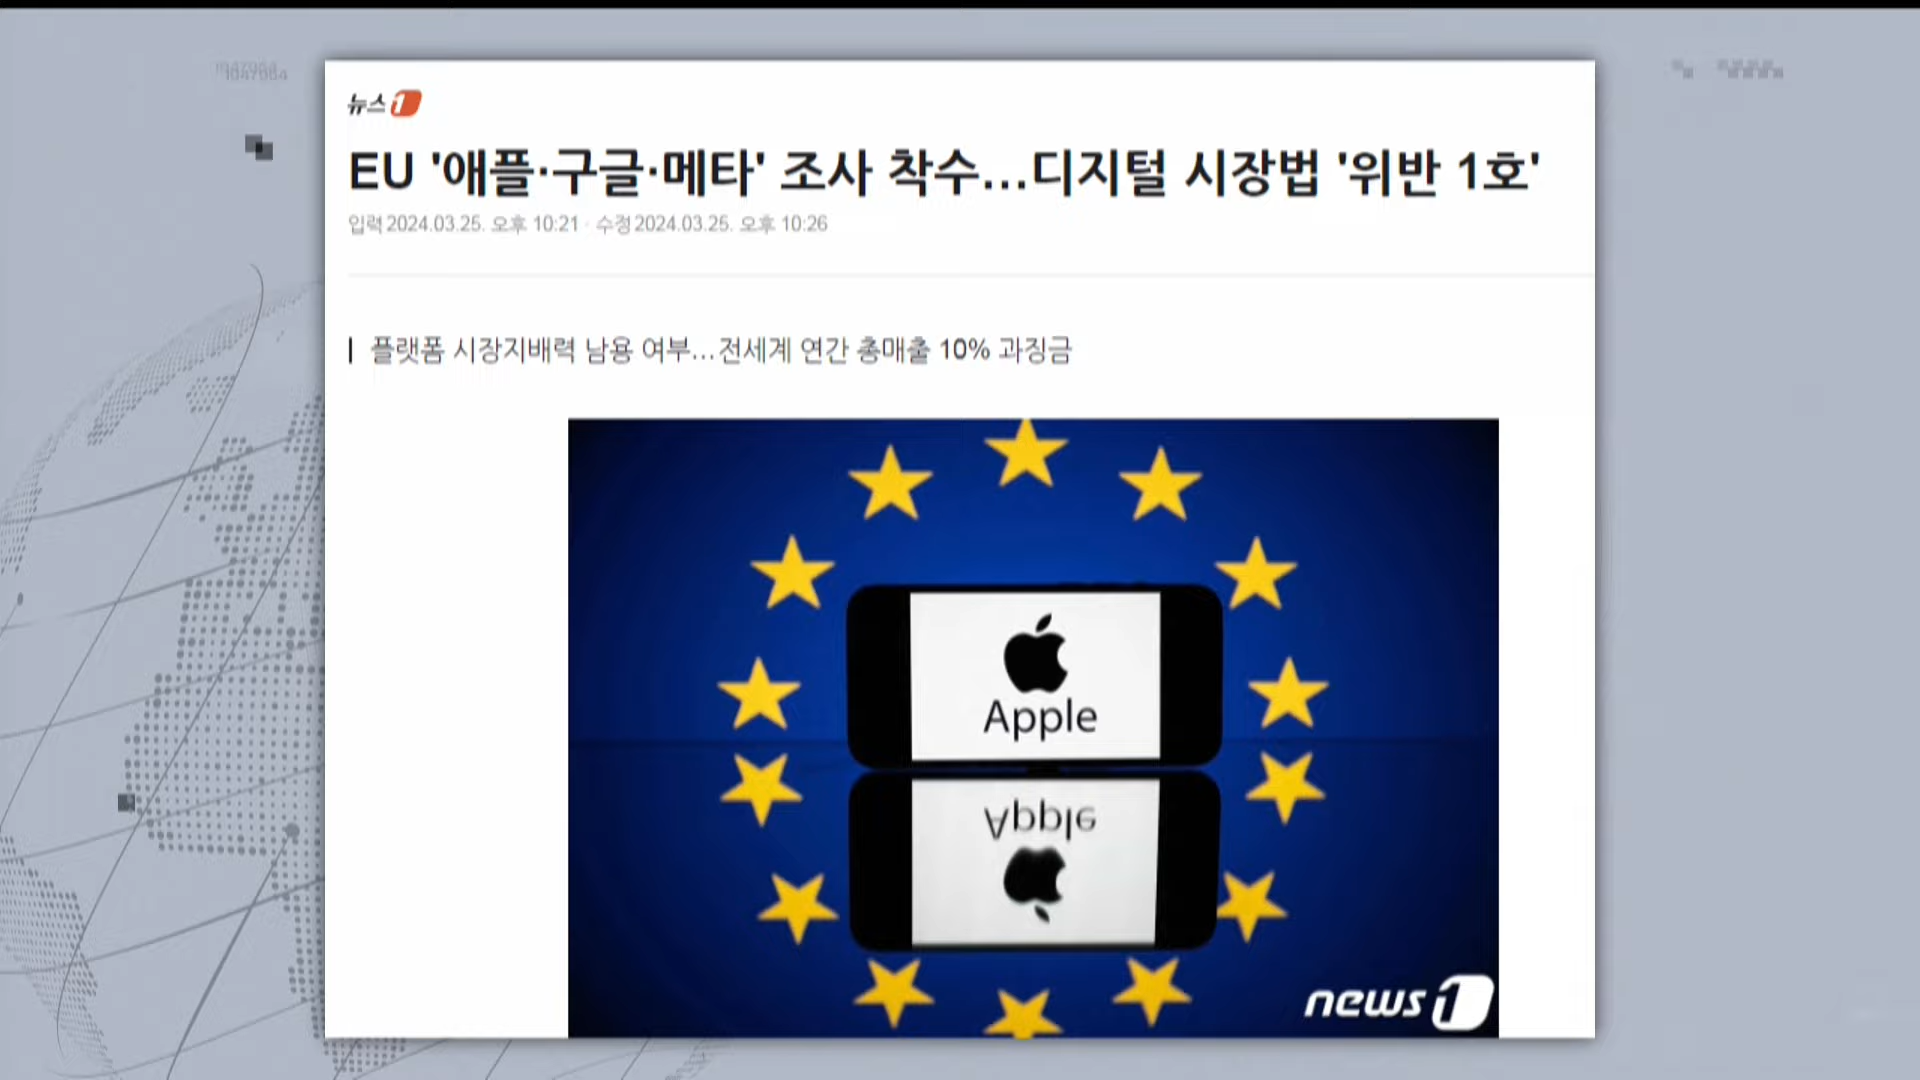 1047964
뉴스1
EU '애플·구글·메타' 조사 착수...디지털 시장법 '위반 1호'
입력 2024.03.25. 오후 10:21 · 수정 2024.03.25. 오후 10:26
플랫폼 시장지배력 남용 여부...전세계 연간 총매출 10% 과징금
Apple
Apple
news1